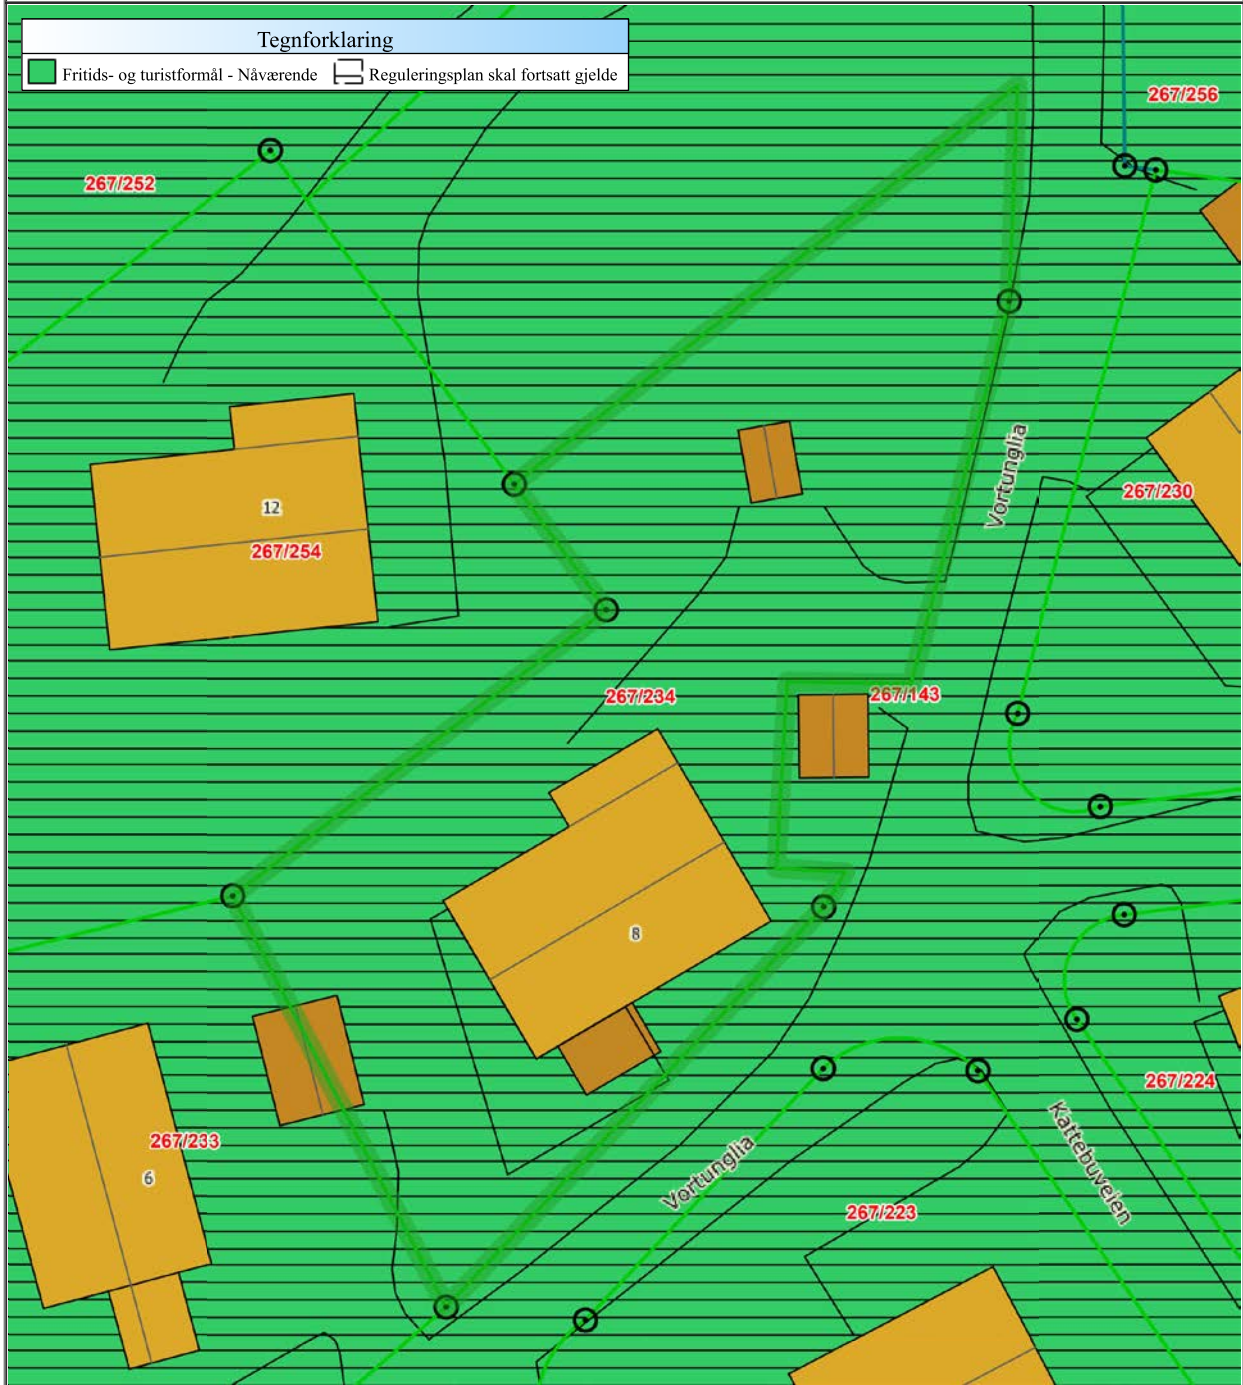 Tegnforklaring
Fritids- og turistformål - Nåværende Reguleringsplan skal fortsatt gjelde
267/256
267/252
Vortunglia
267/230
12
267/254
267/234
267/143
8
267/224
267/233
6
Vortunglia
Kattebuveien
267/223